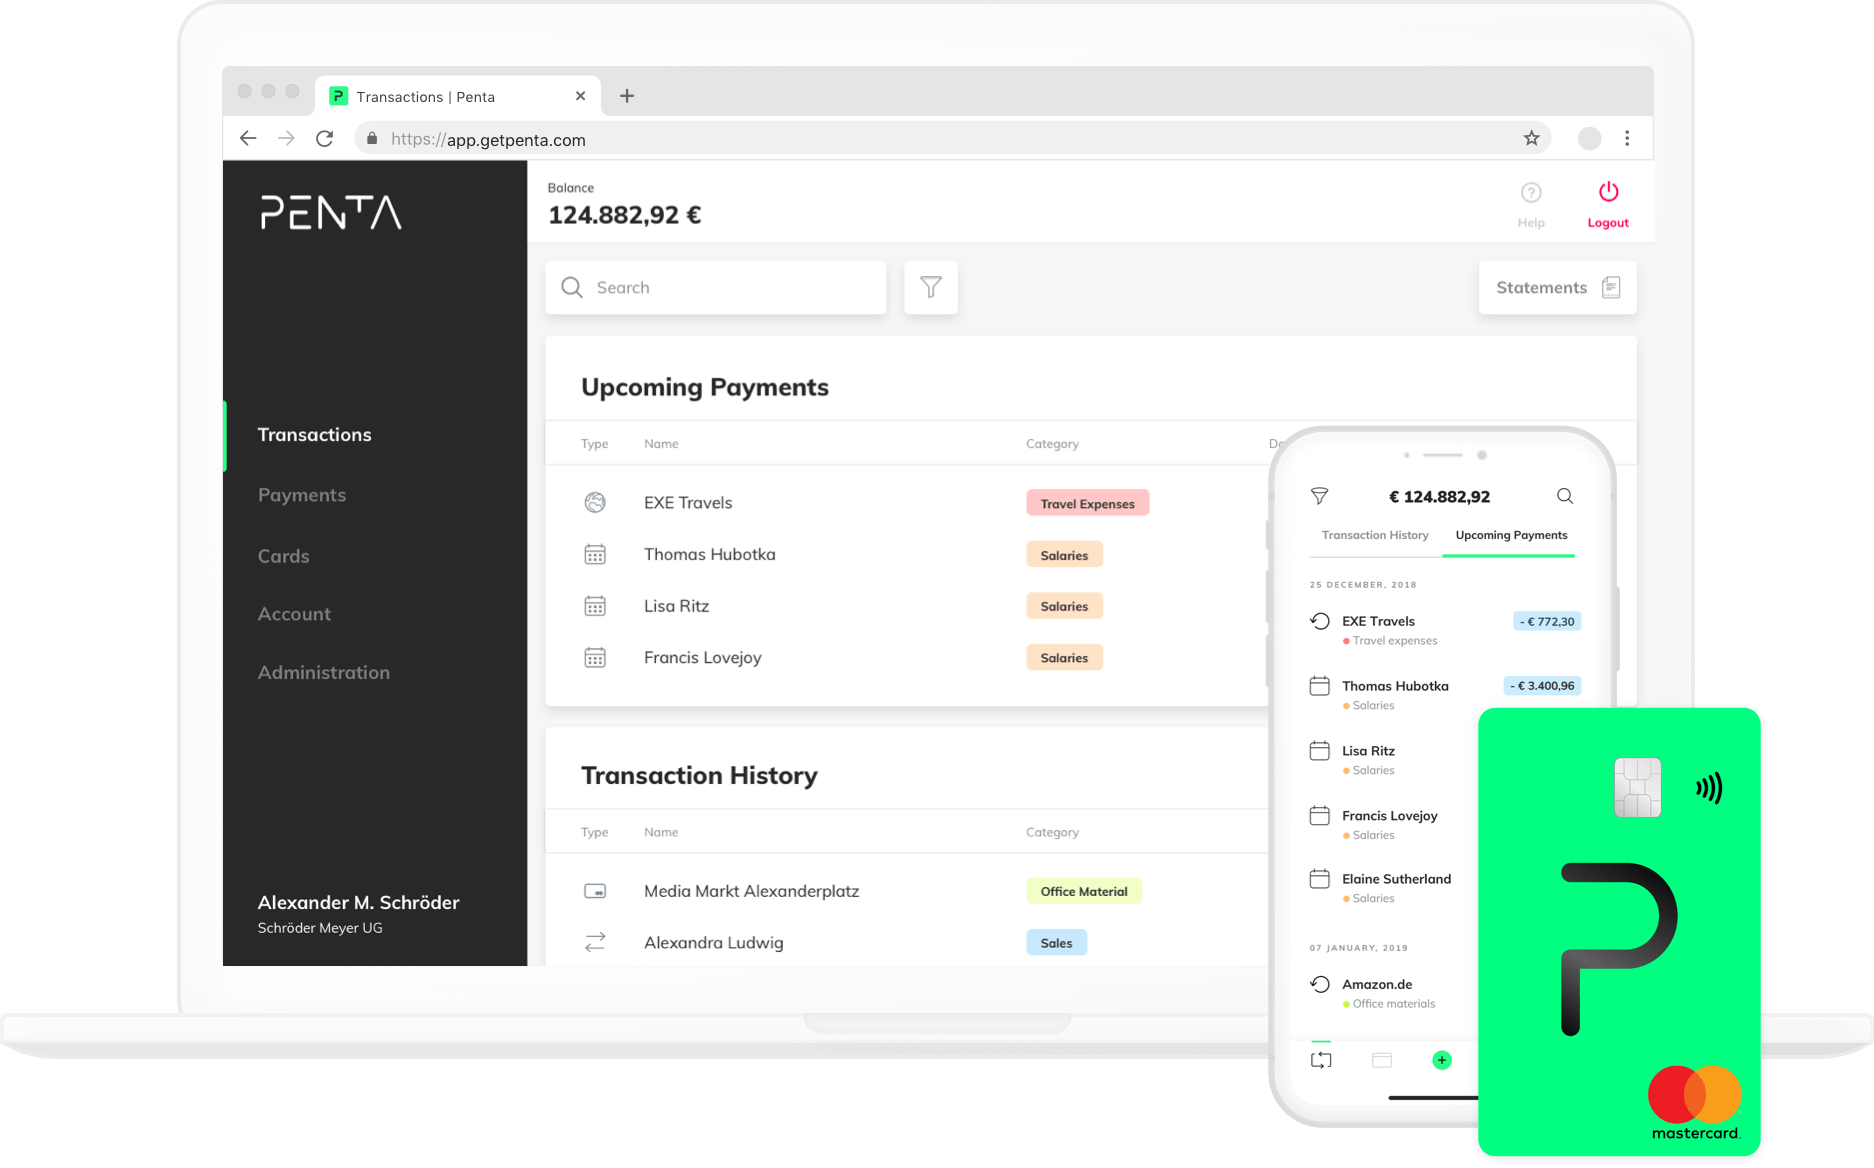 Transactions | Penta
https://app.getpenta.com
PENTA
Balance
124.882,92 €
Help
Logout
Search
Statements
Transactions
Payments
Cards
Account
Administration
Alexander M. Schröder
Schröder Meyer UG
Upcoming Payments
Type Name Category
EXE Travels Travel Expenses
Thomas Hubotka Salaries
Lisa Ritz Salaries
Francis Lovejoy Salaries
Transaction History
Type Name Category
Media Markt Alexanderplatz Office Material
Alexandra Ludwig Sales
€ 124.882,92
Transaction History Upcoming Payments
25 DECEMBER, 2018
EXE Travels - € 772,30
Travel expenses
Thomas Hubotka - € 3.400,96
Salaries
Lisa Ritz
Salaries
Francis Lovejoy
Salaries
Elaine Sutherland
Salaries
07 JANUARY, 2019
Amazon.de
Office materials
mastercard.